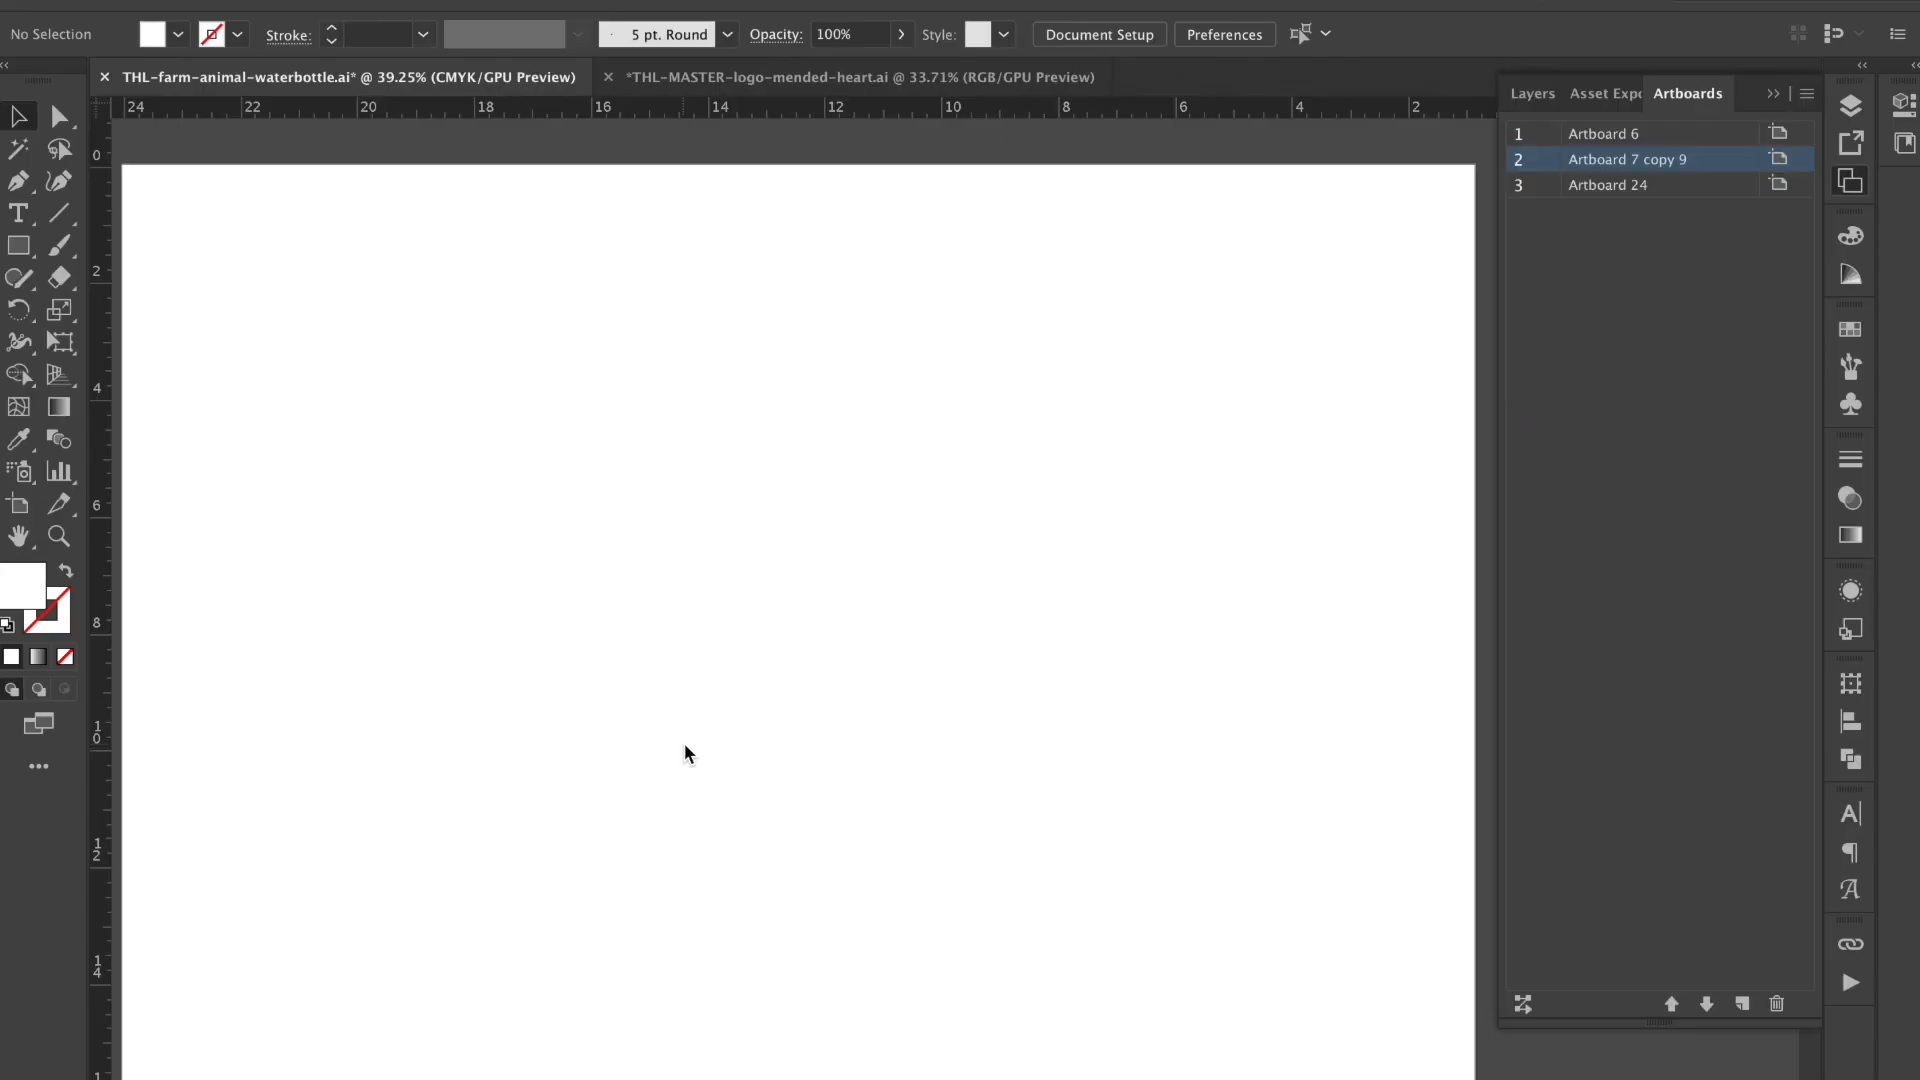 No Selection
Stroke:
5 pt. Round
Opacity:
100%
Style:
Document Setup
Preferences
THL-farm-animal-waterbottle.ai* @ 39.25% (CMYK/GPU Preview)
*THL-MASTER-logo-mended-heart.ai @ 33.71% (RGB/GPU Preview)
24 22 20 18 16 14 12 10 8 6 4 2
Layers
Asset Expo
Artboards
1 Artboard 6
2 Artboard 7 copy 9
3 Artboard 24
0
2
4
6
8
10
12
14
1